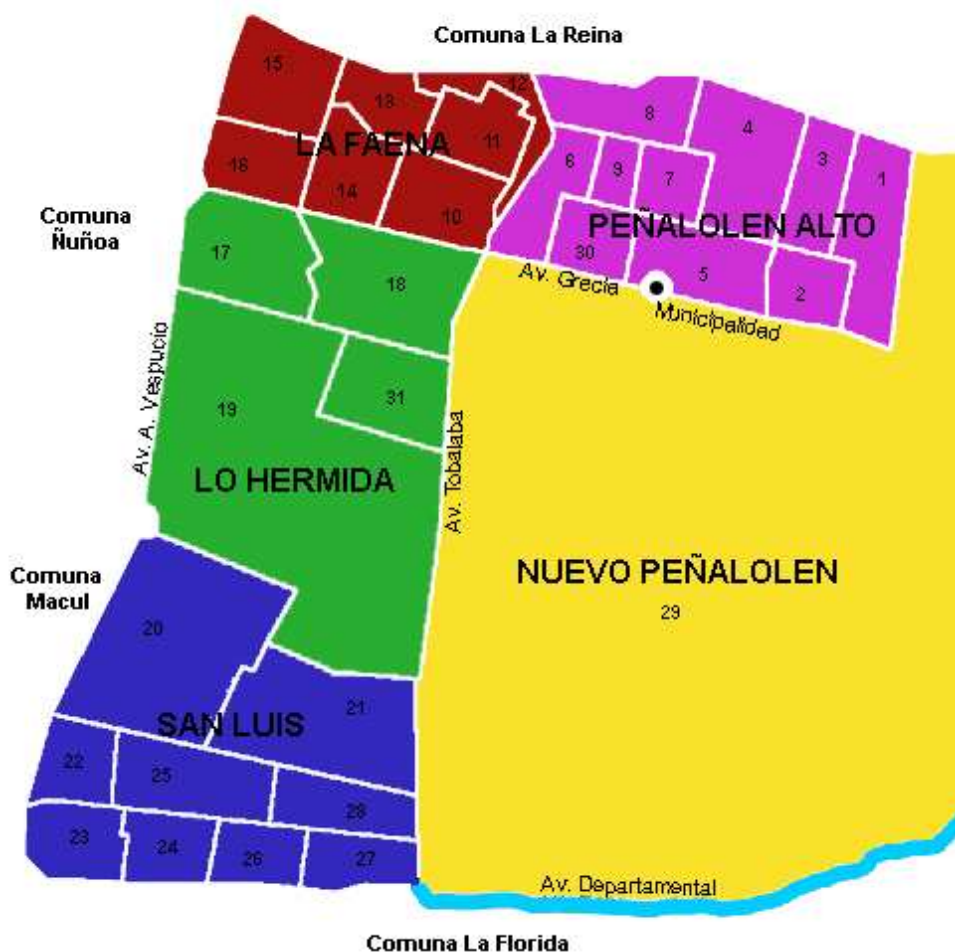 Comuna La Reina
15
13
12
8
4
11
3
LA FAENA
16
6
9
7
1
14
10
PEÑALOLEN ALTO
Comuna
Ñuñoa
17
18
30
Av. Grecia
5
2
Municipalidad
Av. A. Vespucio
19
31
Av. Tobalaba
LO HERMIDA
Comuna
Macul
NUEVO PEÑALOLEN
29
20
21
SAN LUIS
22
25
28
23
24
26
27
Av. Departamental
Comuna La Florida